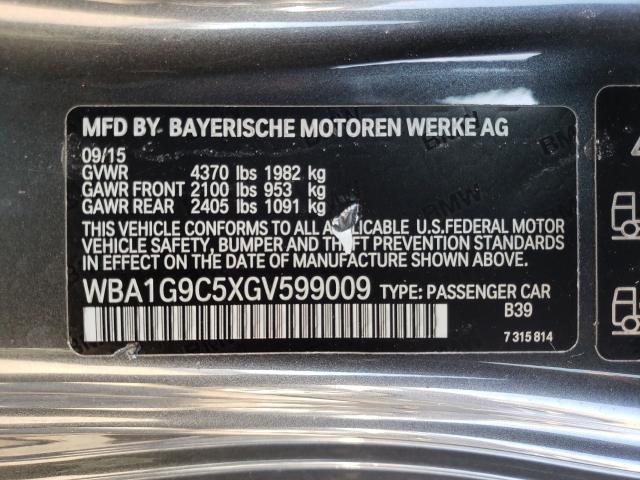 MFD BY BAYERISCHE MOTOREN WERKE AG
09/15
GVWR 4370 lbs 1982 kg
GAWR FRONT 2100 lbs 953 kg
GAWR REAR 2405 lbs 1091 kg
THIS VEHICLE CONFORMS TO ALL APPLICABLE U.S.FEDERAL MOTOR
VEHICLE SAFETY, BUMPER AND THEFT PREVENTION STANDARDS
IN EFFECT ON THE DATE OF MANUFACTURE SHOWN ABOVE.
WBA1G9C5XGV599009 TYPE: PASSENGER CAR
B39
7 315 814